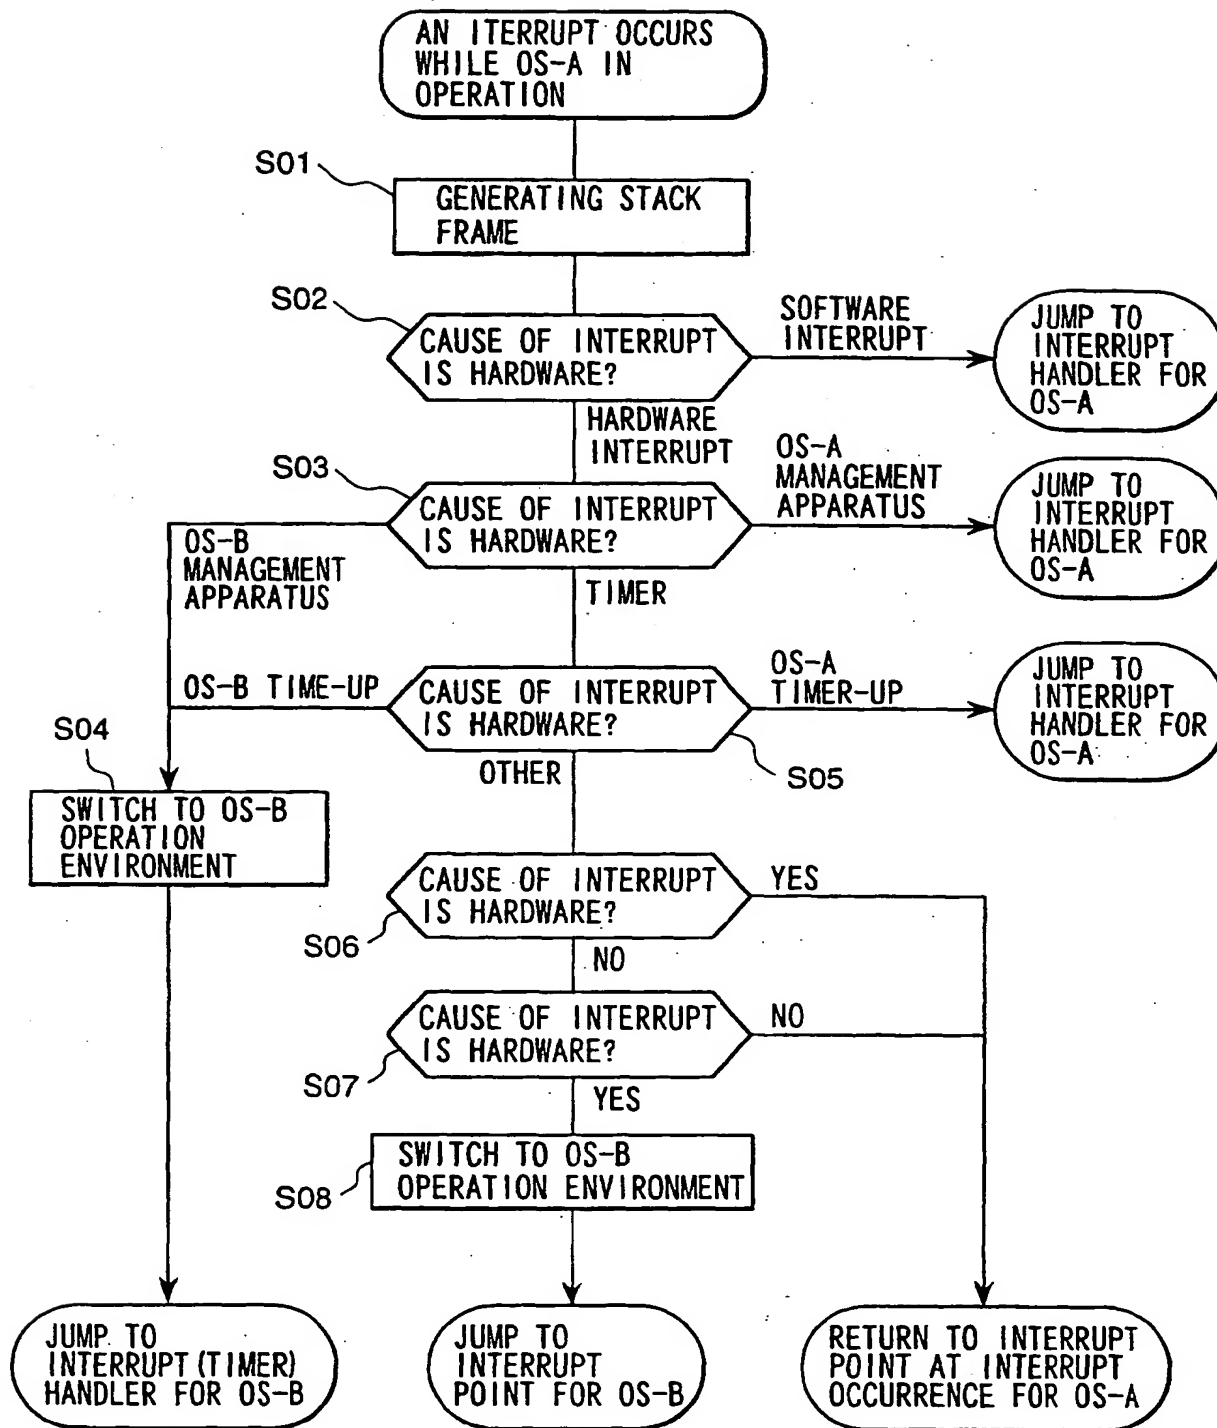 AN ITERRUPT OCCURS
WHILE OS-A IN
OPERATION
S01
GENERATING STACK
FRAME
S02
CAUSE OF INTERRUPT
IS HARDWARE?
SOFTWARE
INTERRUPT
JUMP TO
INTERRUPT
HANDLER FOR
OS-A
HARDWARE
INTERRUPT
S03
CAUSE OF INTERRUPT
IS HARDWARE?
OS-A
MANAGEMENT
APPARATUS
JUMP TO
INTERRUPT
HANDLER FOR
OS-A
OS-B
MANAGEMENT
APPARATUS
TIMER
OS-B TIME-UP
CAUSE OF INTERRUPT
IS HARDWARE?
OS-A
TIMER-UP
JUMP TO
INTERRUPT
HANDLER FOR
OS-A
S05
OTHER
S04
SWITCH TO OS-B
OPERATION
ENVIRONMENT
CAUSE OF INTERRUPT
IS HARDWARE?
YES
S06
NO
CAUSE OF INTERRUPT
IS HARDWARE?
NO
S07
YES
SWITCH TO OS-B
OPERATION ENVIRONMENT
S08
JUMP TO
INTERRUPT(TIMER)
HANDLER FOR OS-B
JUMP TO
INTERRUPT
POINT FOR OS-B
RETURN TO INTERRUPT
POINT AT INTERRUPT
OCCURRENCE FOR OS-A